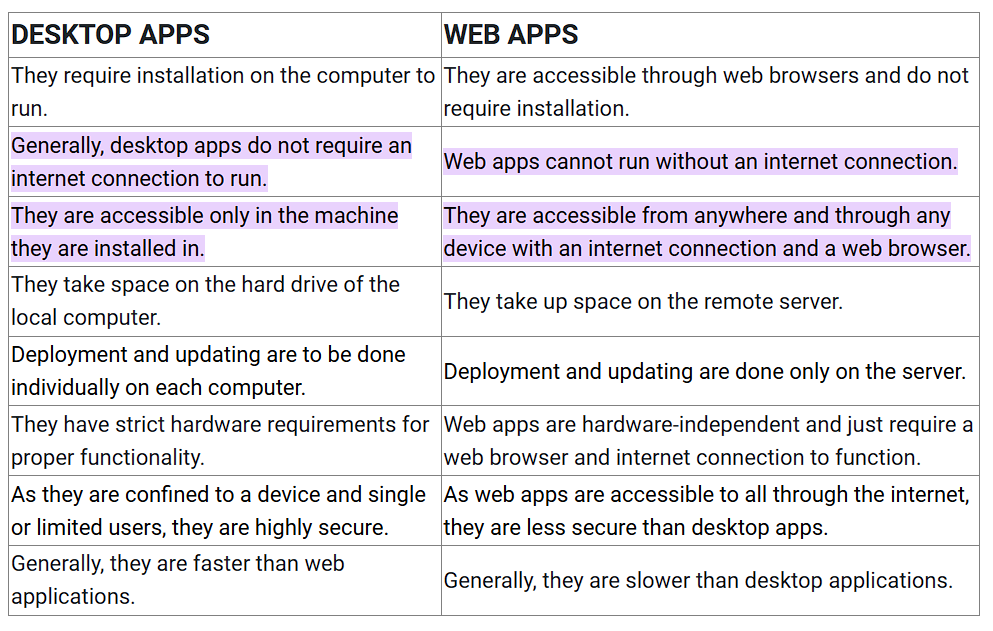 DESKTOP APPS
WEB APPS
They require installation on the computer to
run.
They are accessible through web browsers and do not
require installation.
Generally, desktop apps do not require an
internet connection to run.
Web apps cannot run without an internet connection.
They are accessible only in the machine
they are installed in.
They are accessible from anywhere and through any
device with an internet connection and a web browser.
They take space on the hard drive of the
local computer.
They take up space on the remote server.
Deployment and updating are to be done
individually on each computer.
Deployment and updating are done only on the server.
They have strict hardware requirements for
proper functionality.
Web apps are hardware-independent and just require a
web browser and internet connection to function.
As they are confined to a device and single
or limited users, they are highly secure.
As web apps are accessible to all through the internet,
they are less secure than desktop apps.
Generally, they are faster than web
applications.
Generally, they are slower than desktop applications.